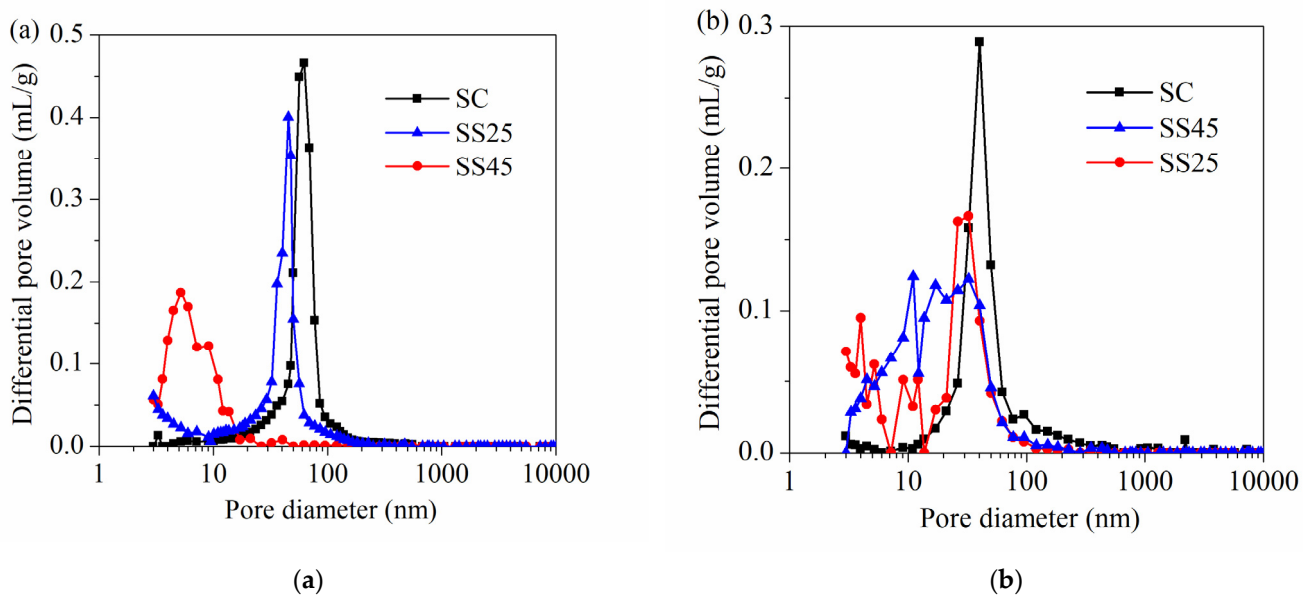 (a)
0.5
0.4
0.3
0.2
0.1
0.0
Differential pore volume (mL/g)
SC
SS25
SS45
1 10 100 1000 10000
Pore diameter (nm)
(a)
(b)
0.3
0.2
0.1
0.0
Differential pore volume (mL/g)
SC
SS45
SS25
1 10 100 1000 10000
Pore diameter (nm)
(b)